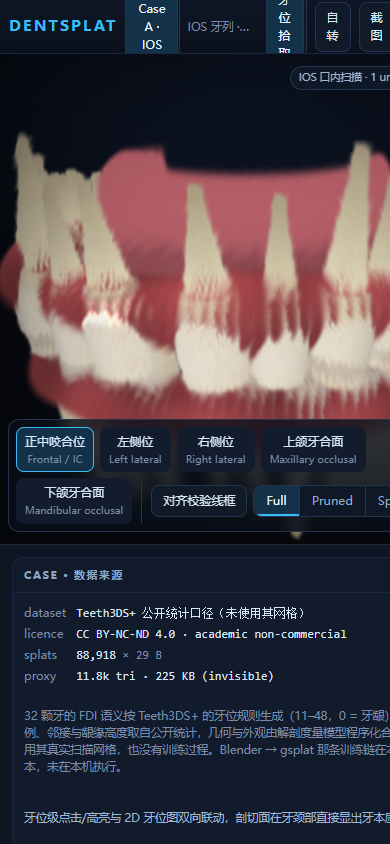 DENTSPLAT
Case
A ·
IOS
IOS 牙列 ·…
牙
位
拾
取
自
转
截
图
IOS 口内扫描 · 1 un
正中咬合位
Frontal / IC
左侧位
Left lateral
右侧位
Right lateral
上颌牙合面
Maxillary occlusal
下颌牙合面
Mandibular occlusal
对齐校验线框
Full
Pruned
Sp
CASE • 数据来源
dataset Teeth3DS+ 公开统计口径（未使用其网格）
licence CC BY-NC-ND 4.0 · academic non-commercial
splats 88,918 × 29 B
proxy 11.8k tri · 225 KB (invisible)
32 颗牙的 FDI 语义按 Teeth3DS+ 的牙位规则生成（11–48，0 = 牙龈）
例、邻接与龈缘高度取自公开统计，几何与外观由解剖度量模型程序化合
用其真实扫描网格，也没有训练过程。Blender → gsplat 那条训练链在本
本，未在本机执行。
牙位级点击/高亮与 2D 牙位图双向联动，剖切面在牙颈部直接显出牙本质